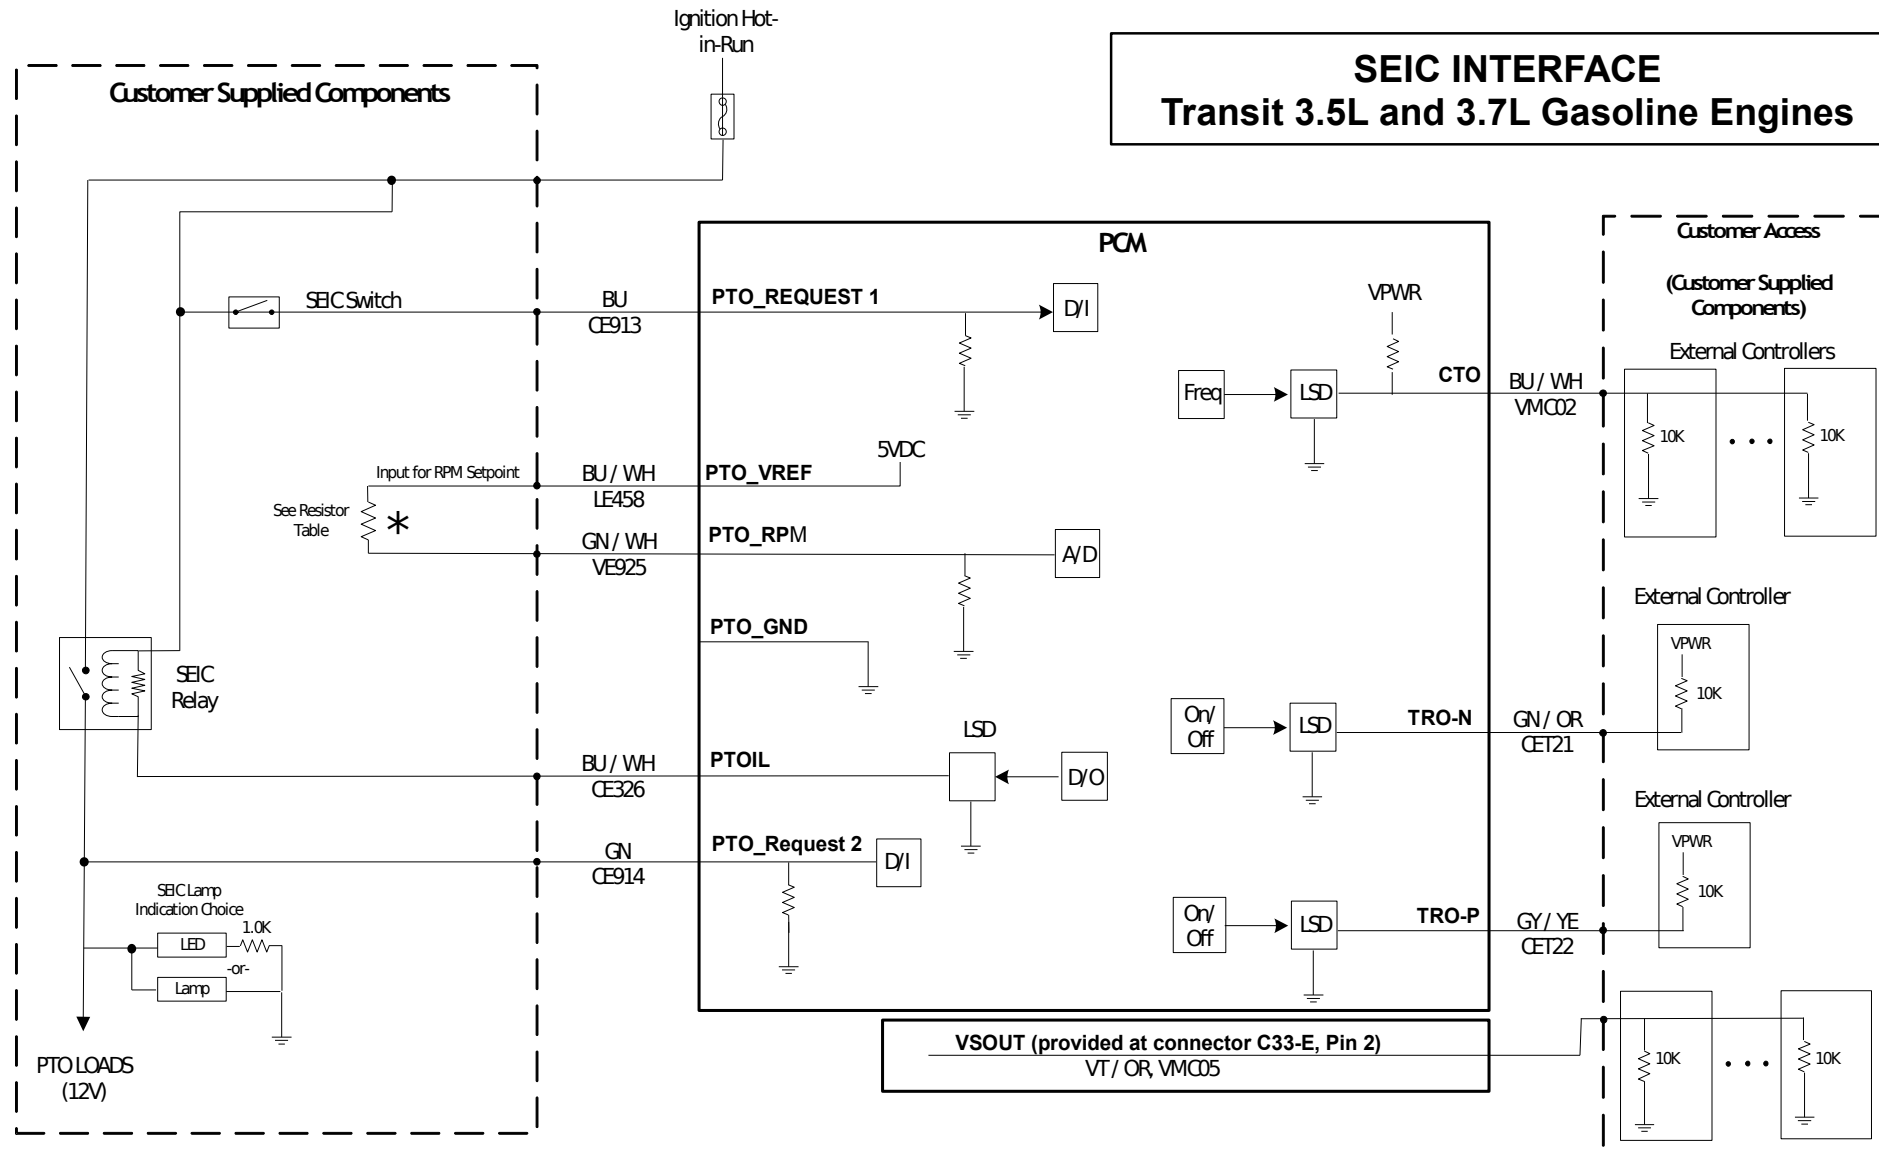 Ignition Hot-
in-Run
SEIC INTERFACE
Transit 3.5L and 3.7L Gasoline Engines
Customer Supplied Components
SEIC Switch
BU
CE913
Input for RPM Setpoint
BU / WH
LE458
See Resistor
Table
*
GN / WH
VE925
SEIC
Relay
BU / WH
CE326
GN
CE914
SEIC Lamp
Indication Choice
LED
1.0K
-or-
Lamp
PTO LOADS
(12V)
PCM
PTO_REQUEST 1
D/I
PTO_VREF
5VDC
PTO_RPM
A/D
PTO_GND
PTOIL
LSD
D/O
PTO_Request 2
D/I
VPWR
Freq
LSD
CTO
On/
Off
LSD
TRO-N
On/
Off
LSD
TRO-P
VSOUT (provided at connector C33-E, Pin 2)
VT / OR, VMC05
BU / WH
VMC02
GN / OR
CET21
GY / YE
CET22
Customer Access
(Customer Supplied
Components)
External Controllers
10K
10K
External Controller
VPWR
10K
External Controller
VPWR
10K
10K
10K